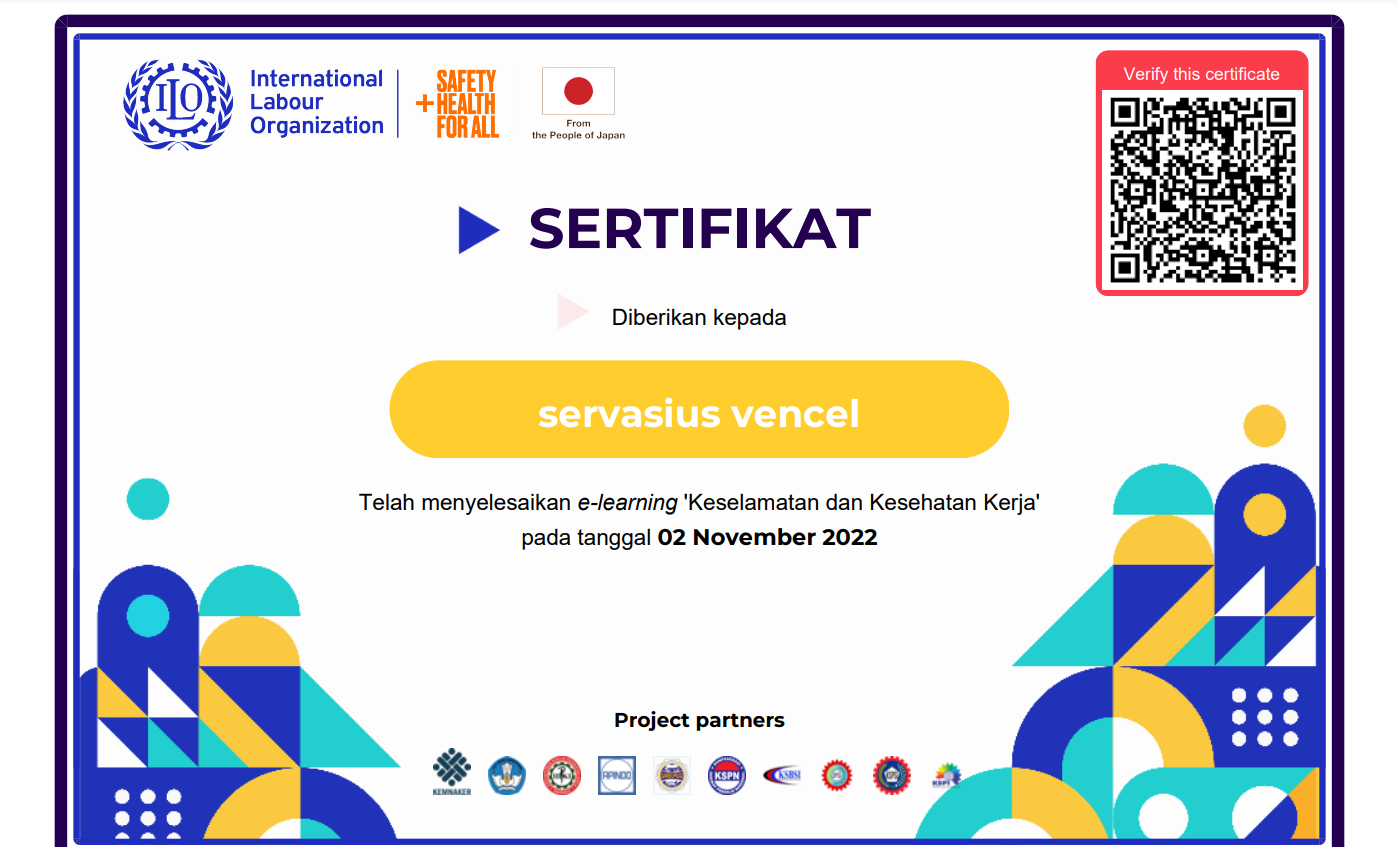 ILO
International
Labour
Organization
SAFETY
+ HEALTH
FOR ALL
From
the People of Japan
Verify this certificate
SERTIFIKAT
Diberikan kepada
servasius vencel
Telah menyelesaikan e-learning 'Keselamatan dan Kesehatan Kerja'
pada tanggal 02 November 2022
Project partners
KEMNAKER
APINDO
KSPN
KSBSI
KSPI